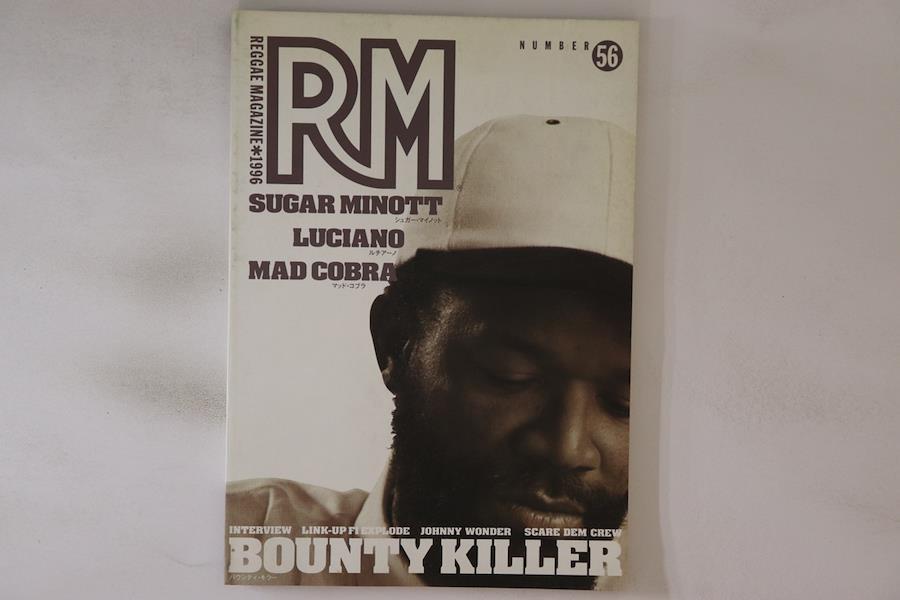 NUMBER 56
REGGAE MAGAZINE*1996
RM
SUGAR MINOTT
シュガー・マイノット
LUCIANO
ルチアーノ
MAD COBRA
マッド・コブラ
INTERVIEW LINK-UP FI EXPLODE JOHNNY WONDER SCARE DEM CREW
BOUNTY KILLER
バウンティ・キラー